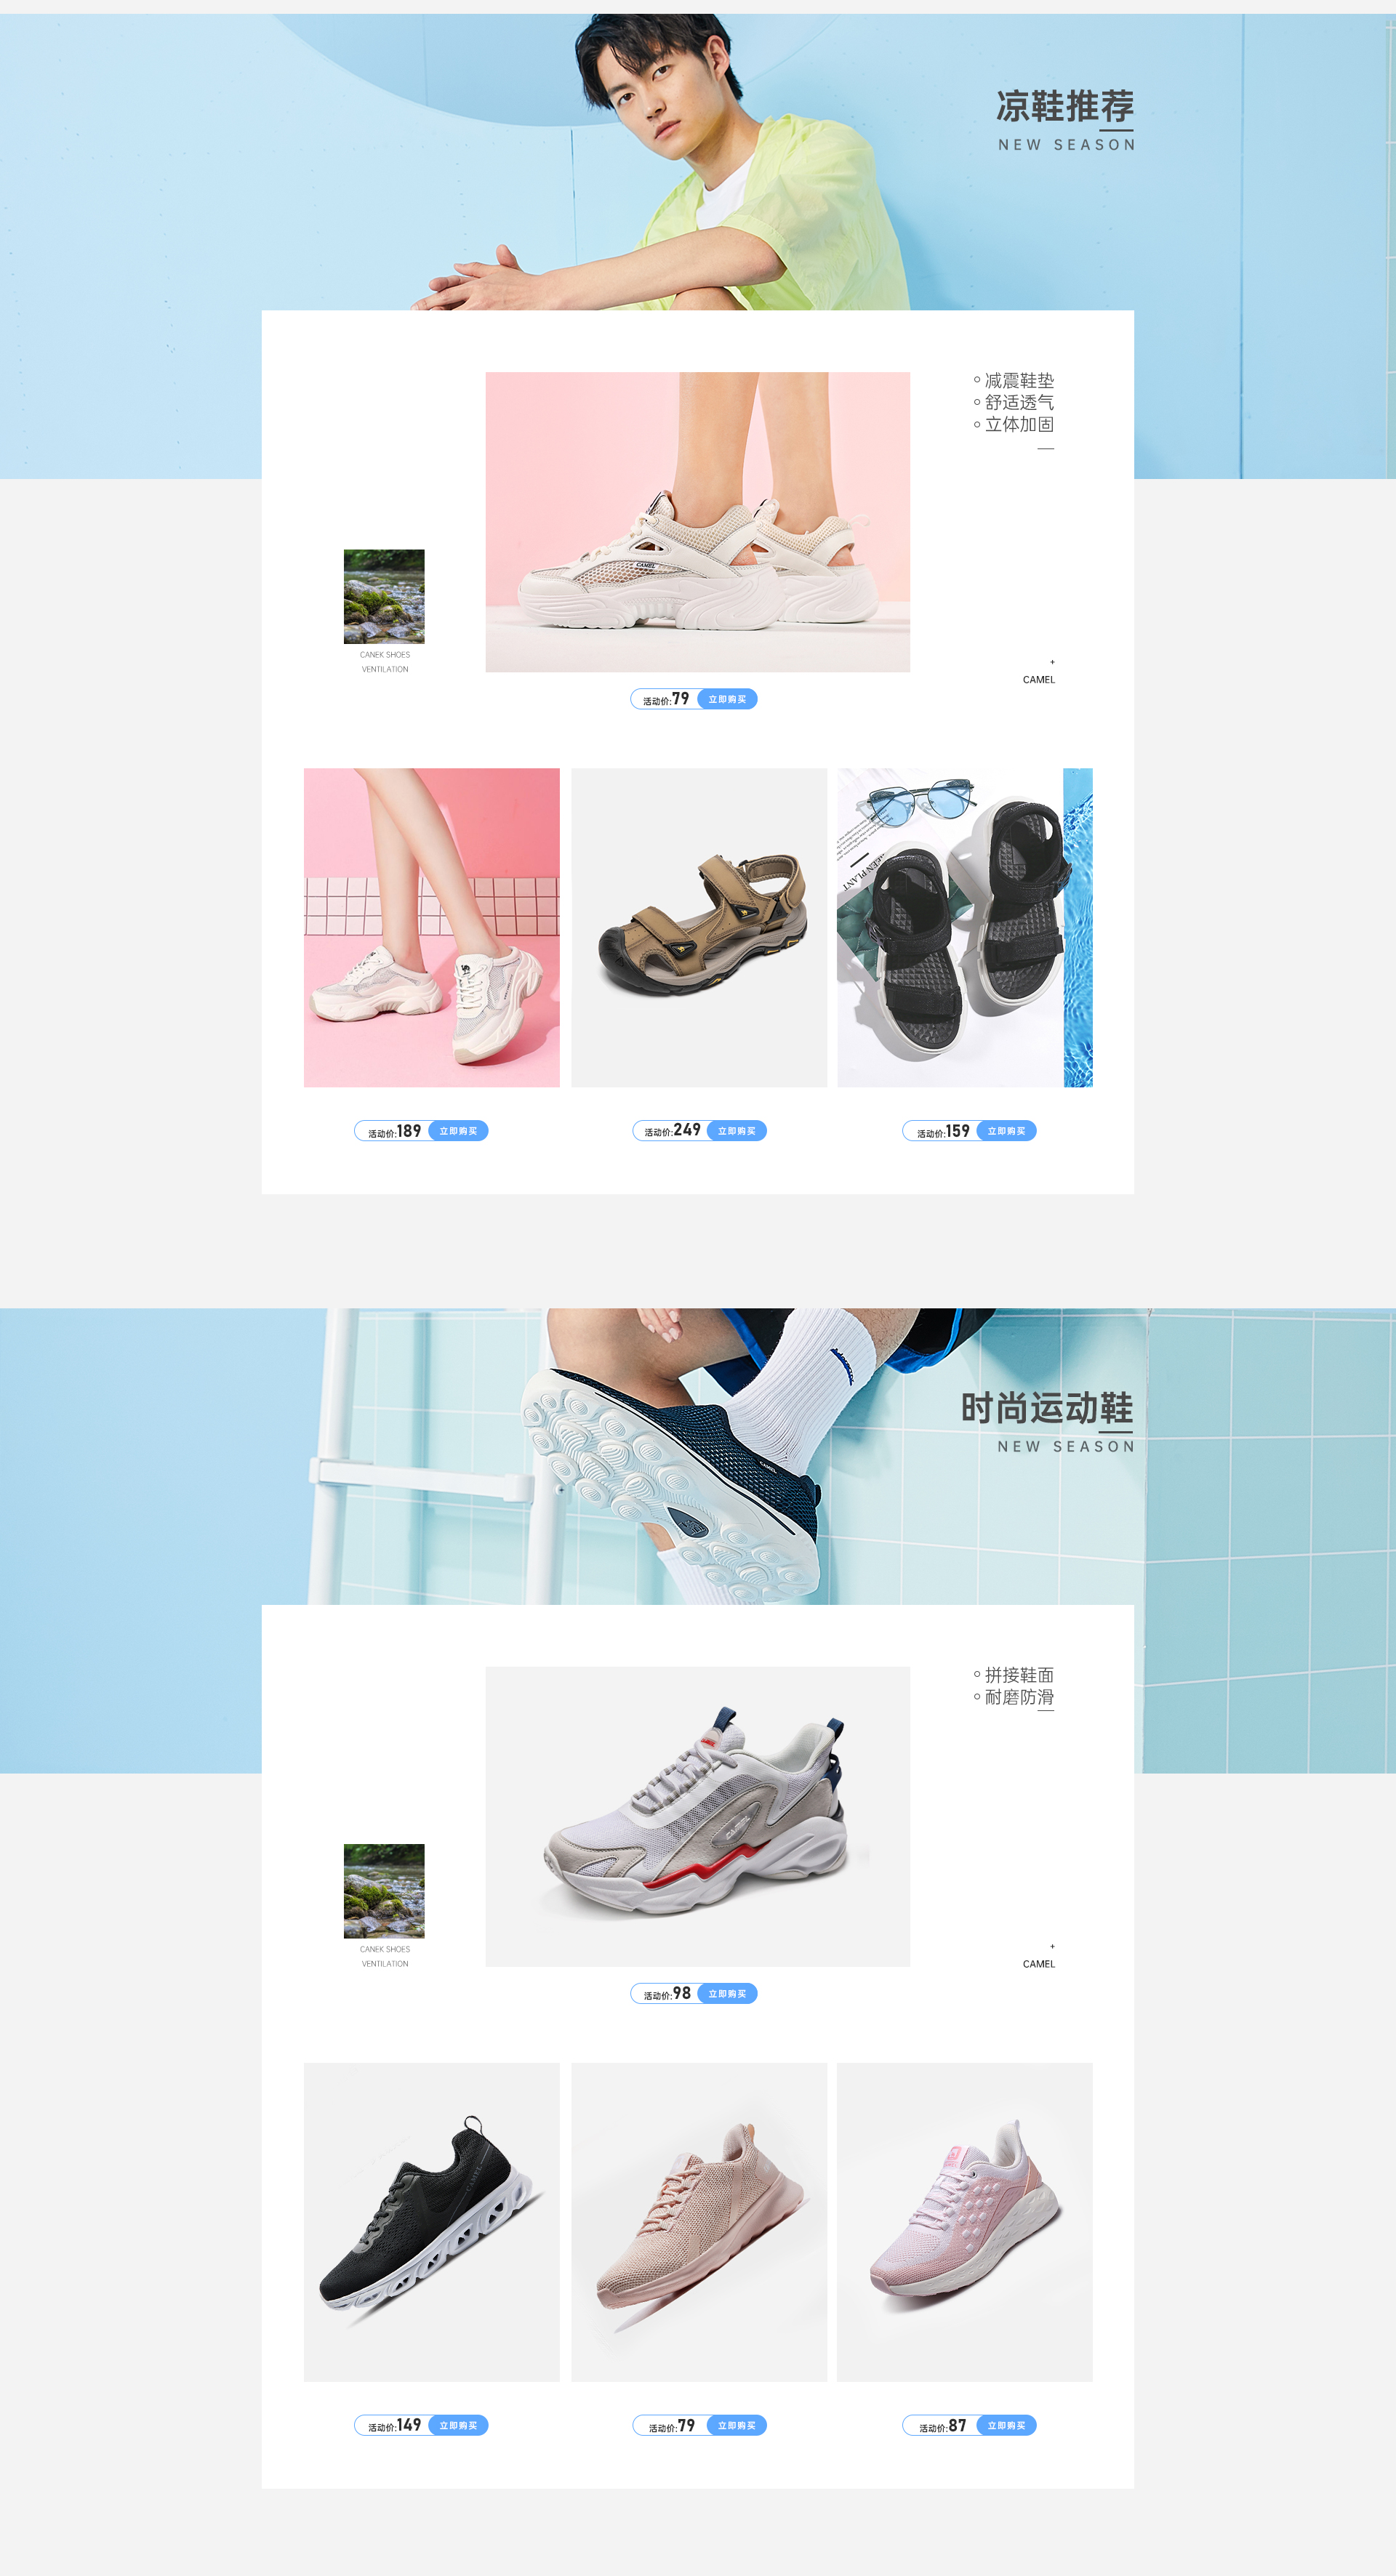 凉鞋推荐
NEW SEASON
减震鞋垫
舒适透气
立体加固
CAMEL
CANEK SHOES
VENTILATION
+
CAMEL
活动价:79 立即购买
活动价:189 立即购买
活动价:249 立即购买
活动价:159 立即购买
时尚运动鞋
NEW SEASON
CAMEL
拼接鞋面
耐磨防滑
CAMEL
CANEK SHOES
VENTILATION
+
CAMEL
活动价:98 立即购买
CAMEL
活动价:149 立即购买
活动价:79 立即购买
活动价:87 立即购买